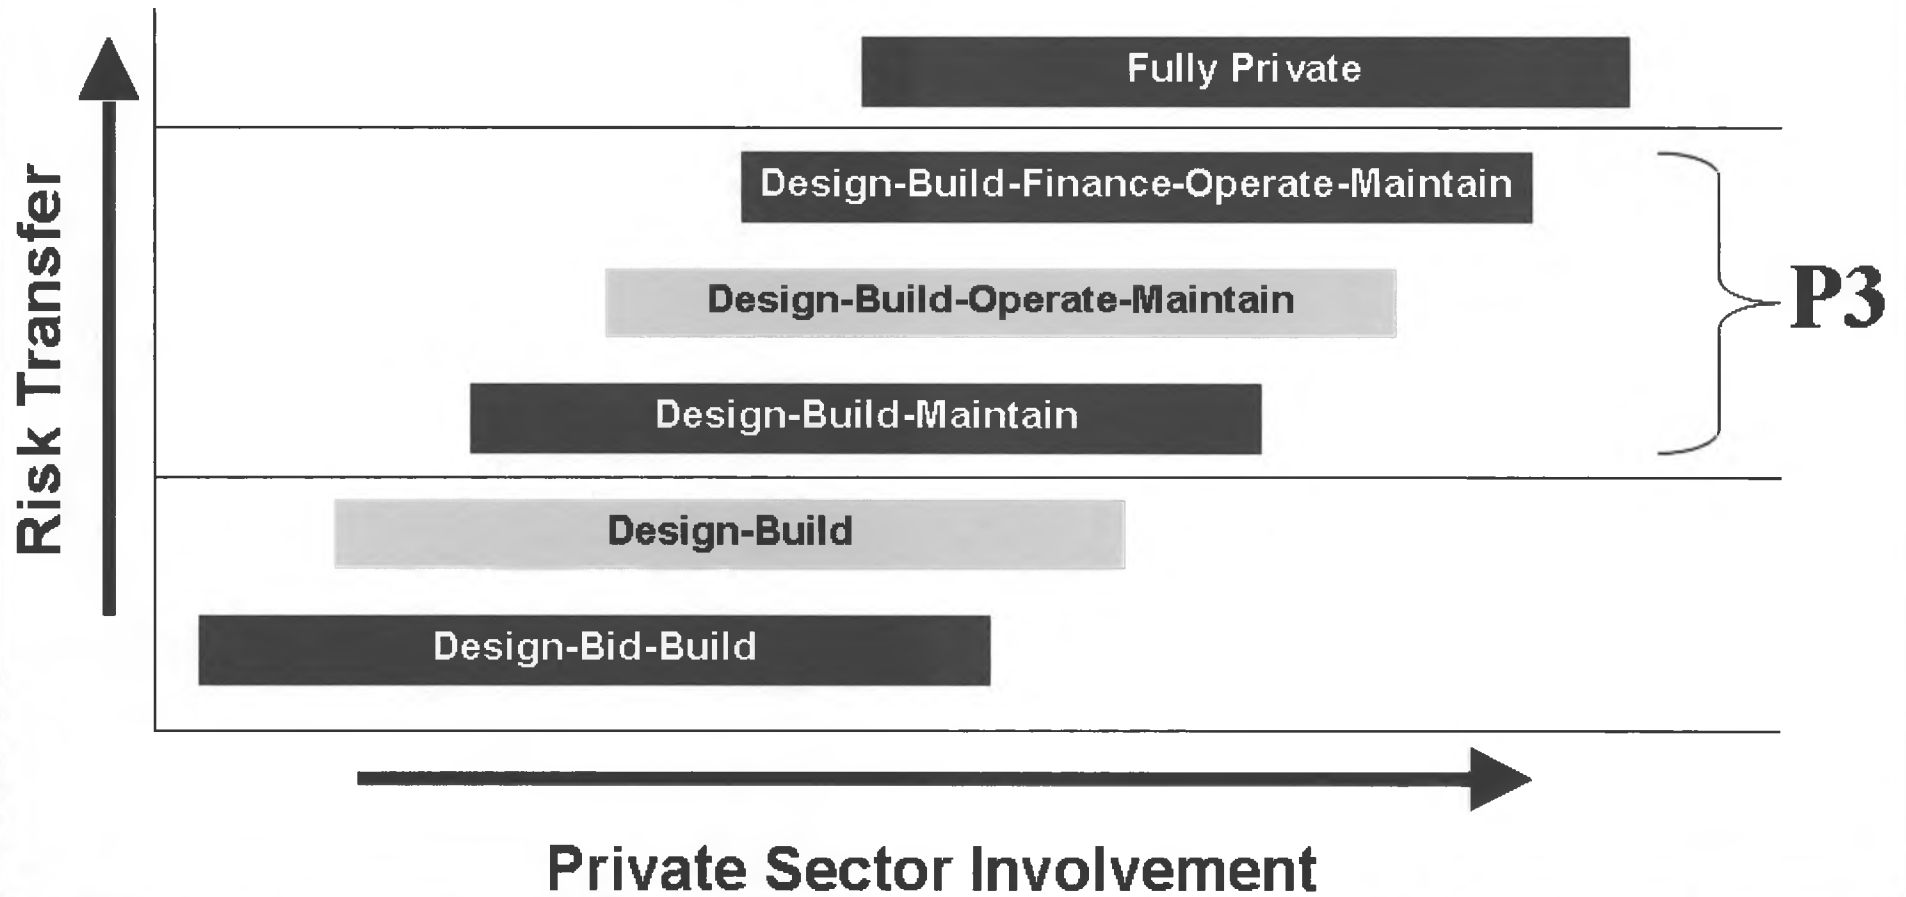 Fully Private
Design-Build-Finance-Operate-Maintain
Design-Build-Operate-Maintain
P3
Design-Build-Maintain
Design-Build
Design-Bid-Build
Risk Transfer
Private Sector Involvement